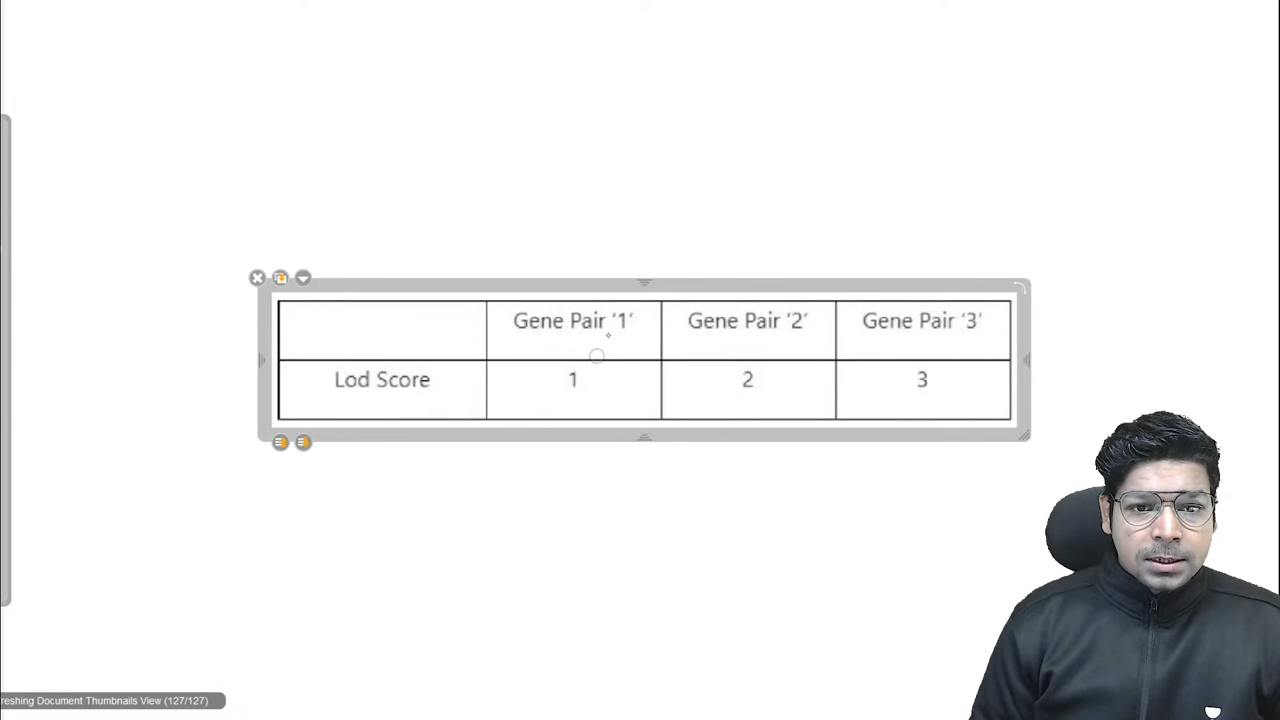 Gene Pair ‘1’ Gene Pair ‘2’ Gene Pair ‘3’
Lod Score 1 2 3
reshing Document Thumbnails View (127/127)